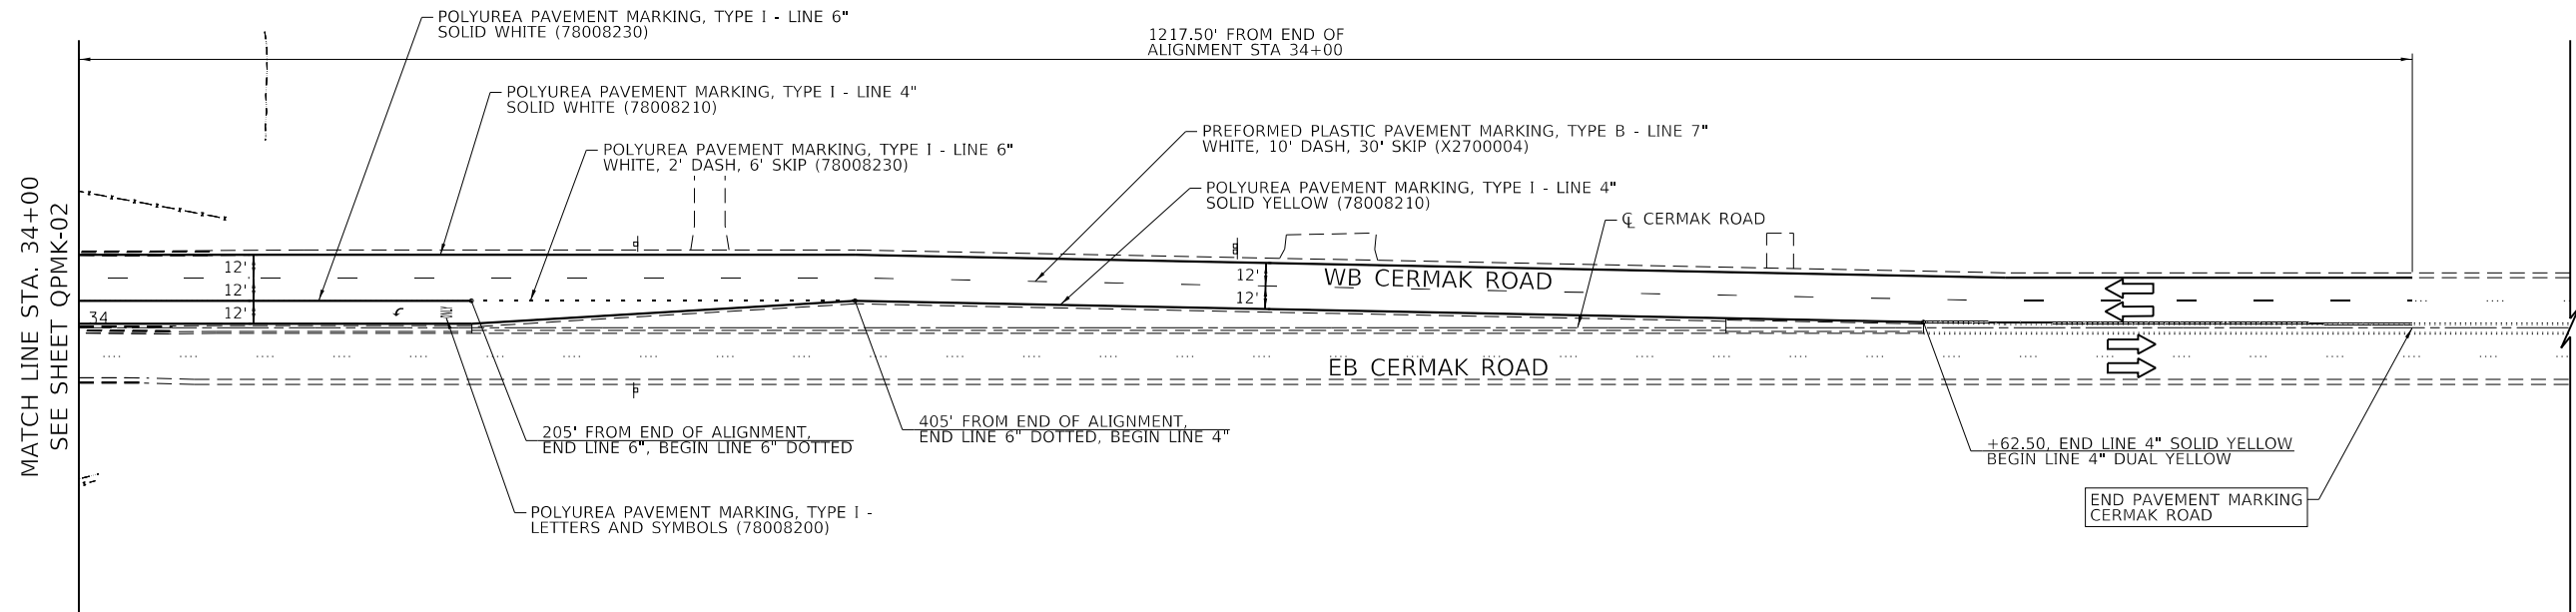 POLYUREA PAVEMENT MARKING, TYPE I - LINE 6"
SOLID WHITE (78008230)
1217.50' FROM END OF
ALIGNMENT STA 34+00
POLYUREA PAVEMENT MARKING, TYPE I - LINE 4"
SOLID WHITE (78008210)
POLYUREA PAVEMENT MARKING, TYPE I - LINE 6"
WHITE, 2' DASH, 6' SKIP (78008230)
PREFORMED PLASTIC PAVEMENT MARKING, TYPE B - LINE 7"
WHITE, 10' DASH, 30' SKIP (X2700004)
POLYUREA PAVEMENT MARKING, TYPE I - LINE 4"
SOLID YELLOW (78008210)
℄ CERMAK ROAD
MATCH LINE STA. 34+00
SEE SHEET QPMK-02
12'
12'
12'
34
12'
12'
WB CERMAK ROAD
EB CERMAK ROAD
205' FROM END OF ALIGNMENT,
END LINE 6", BEGIN LINE 6" DOTTED
405' FROM END OF ALIGNMENT,
END LINE 6" DOTTED, BEGIN LINE 4"
+62.50, END LINE 4" SOLID YELLOW
BEGIN LINE 4" DUAL YELLOW
POLYUREA PAVEMENT MARKING, TYPE I -
LETTERS AND SYMBOLS (78008200)
END PAVEMENT MARKING
CERMAK ROAD